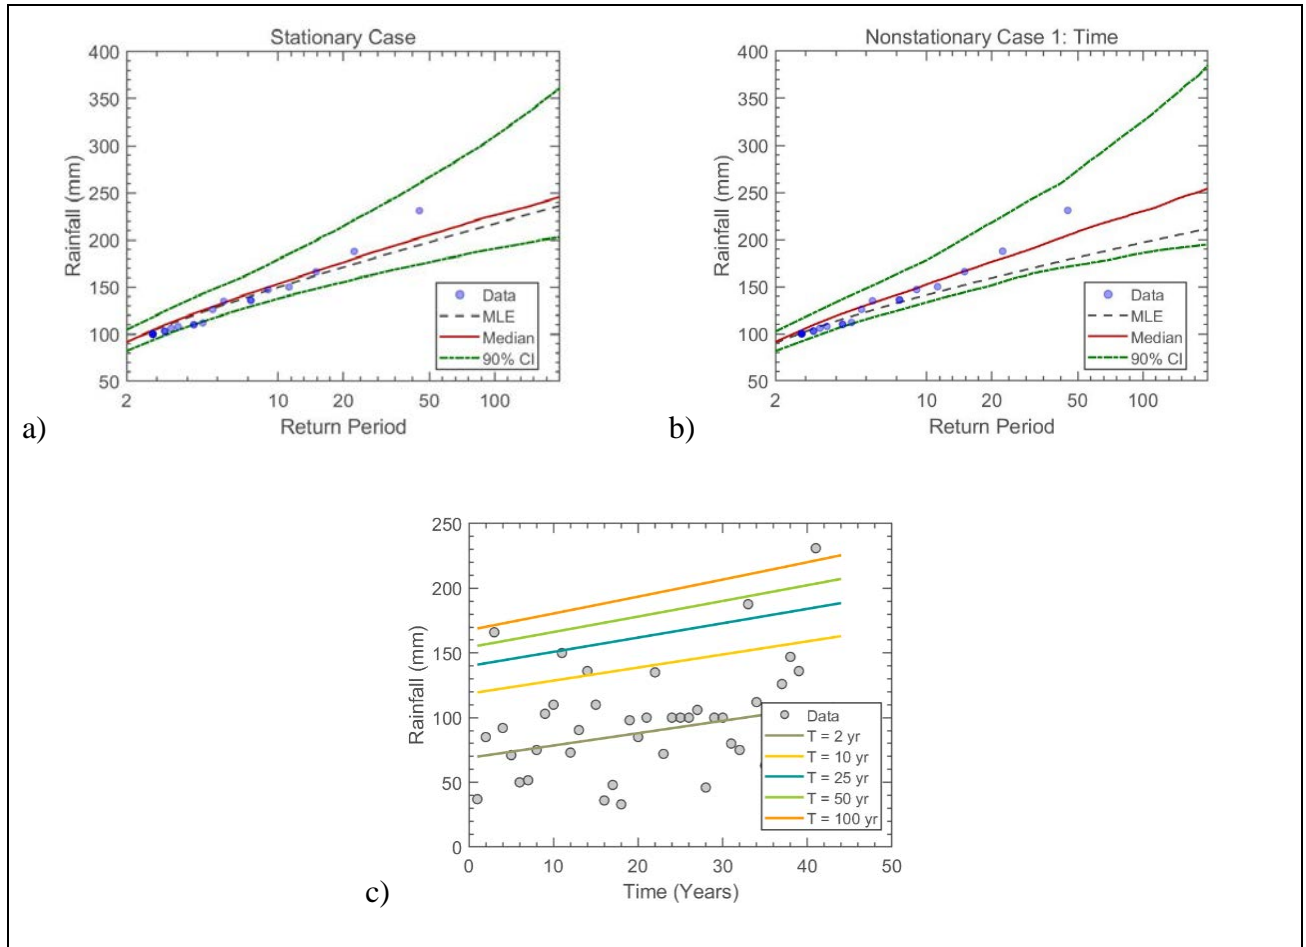 Stationary Case
400
350
300
250
200
150
100
50
Rainfall (mm)
Data
MLE
Median
90% CI
2
10
20
50
100
Return Period
a)
Nonstationary Case 1: Time
400
350
300
250
200
150
100
50
Rainfall (mm)
Data
MLE
Median
90% CI
2
10
20
50
100
Return Period
b)
250
200
150
100
50
0
Rainfall (mm)
Data
T = 2 yr
T = 10 yr
T = 25 yr
T = 50 yr
T = 100 yr
0
10
20
30
40
50
Time (Years)
c)